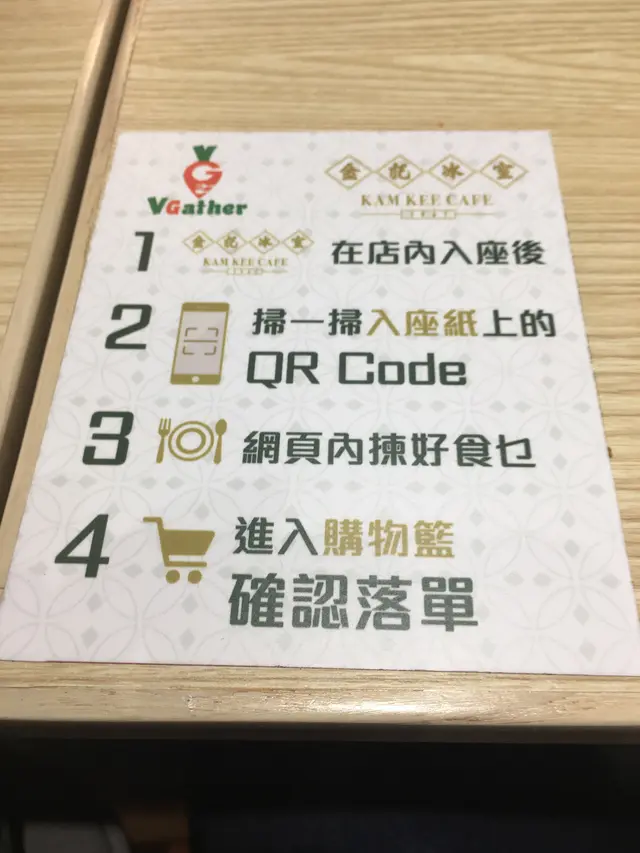 VGather
金記冰室
KAM KEE CAFE
1 金記冰室 在店內入座後
KAM KEE CAFE
2 掃一掃入座紙上的
QR Code
3 網頁內揀好食乜
4 進入購物籃
確認落單